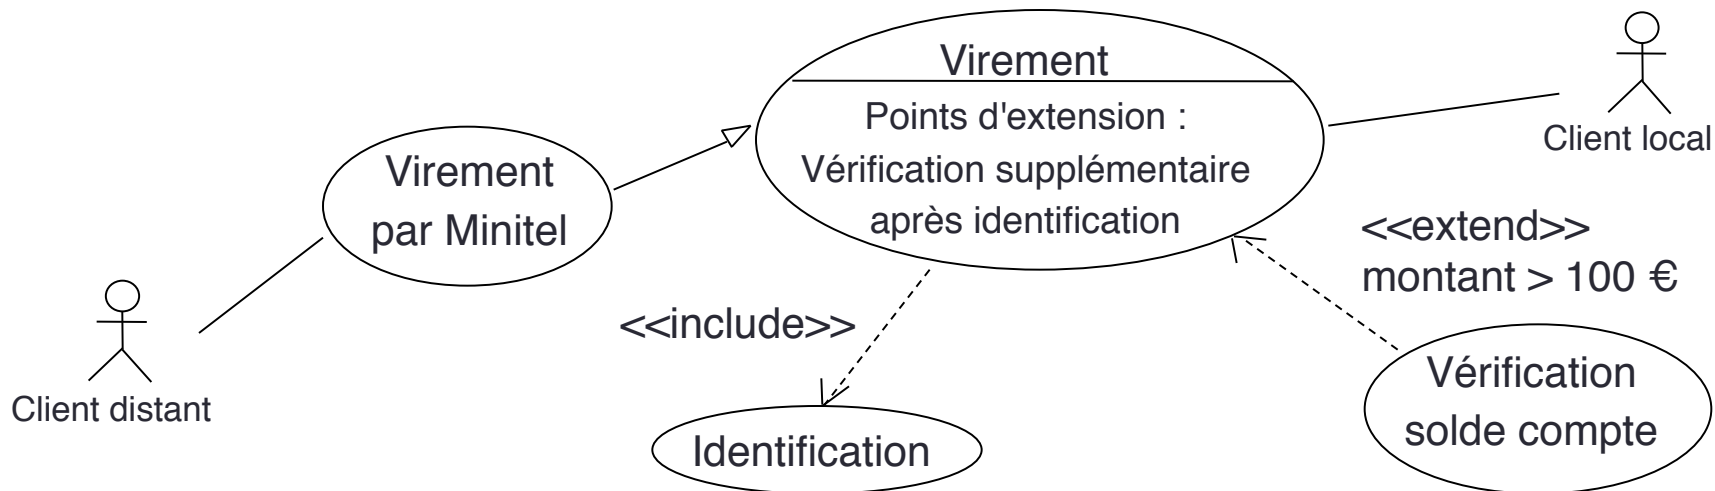 Virement
Points d'extension :
Vérification supplémentaire
après identification
Client local
Virement
par Minitel
<<extend>>
montant > 100 €
<<include>>
Client distant
Vérification
solde compte
Identification